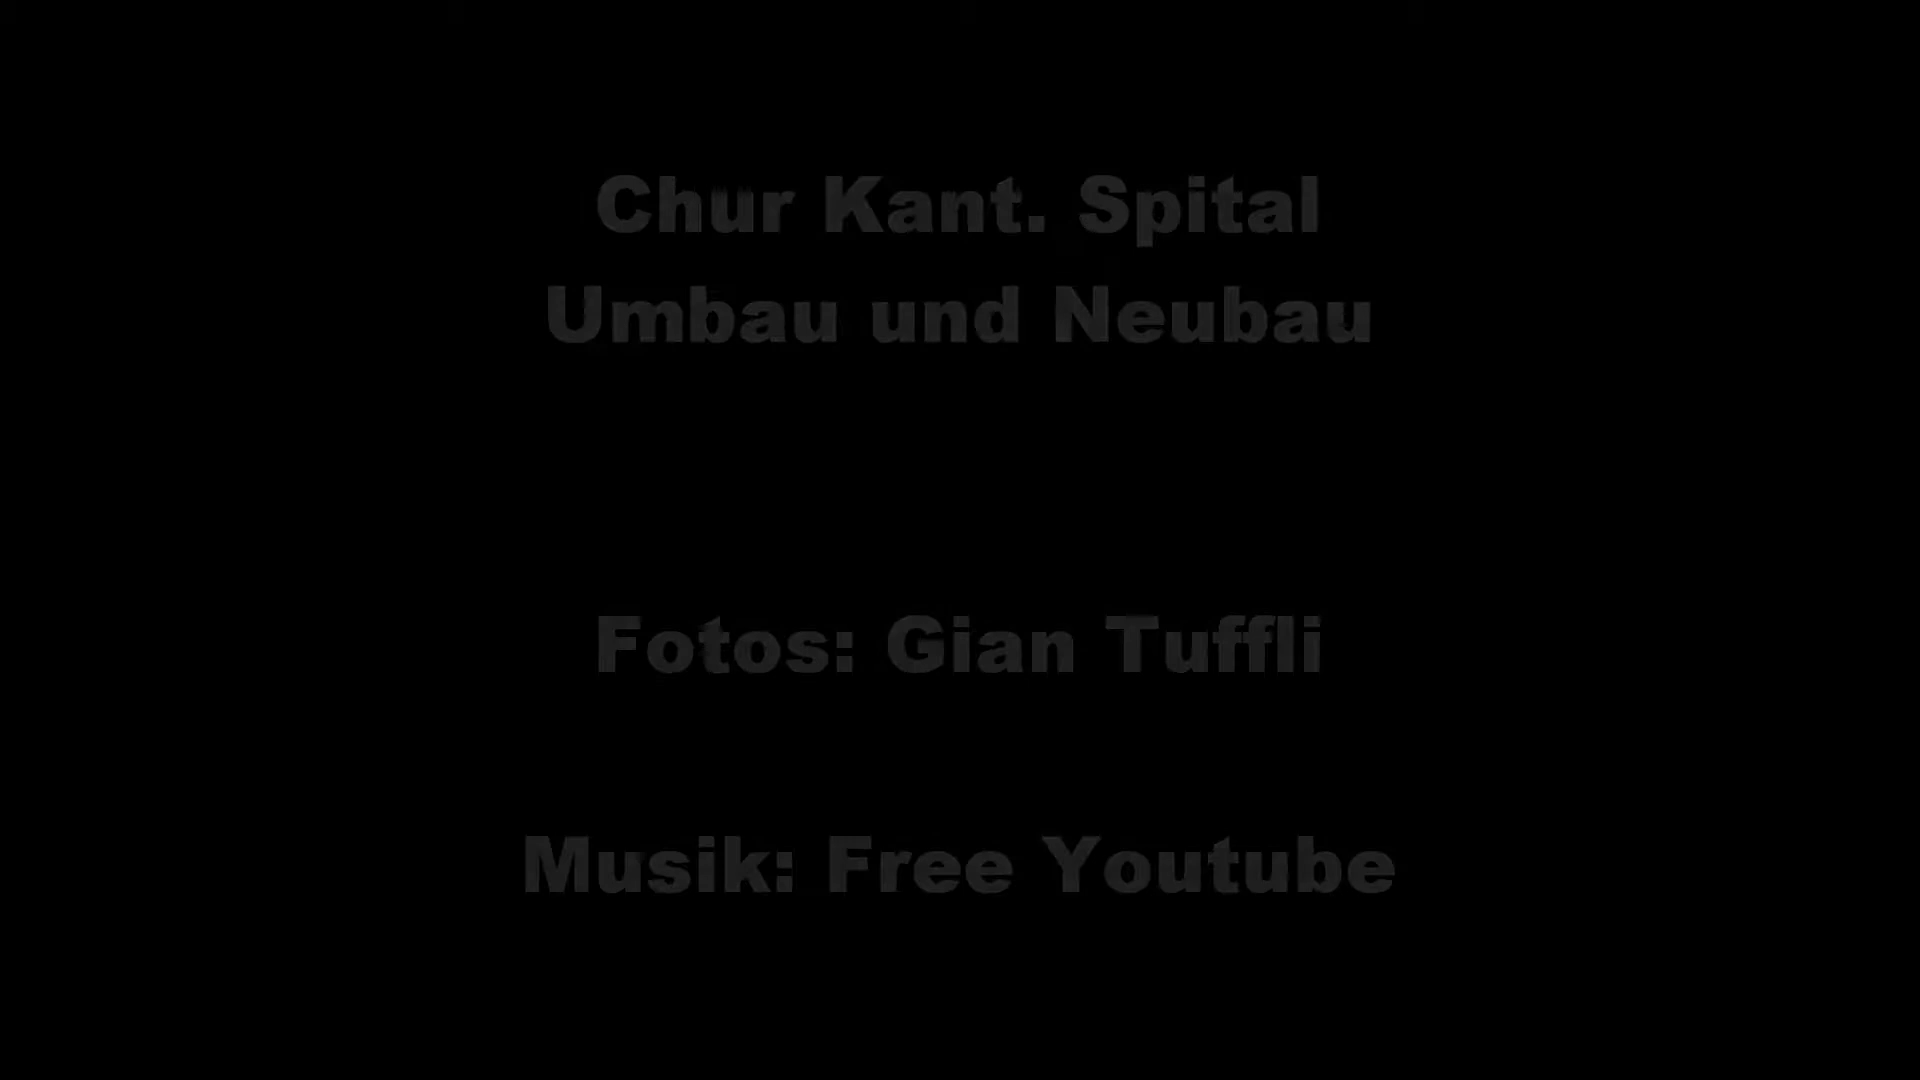 Chur Kant. Spital
Umbau und Neubau
Fotos: Gian Tuffli
Musik: Free Youtube